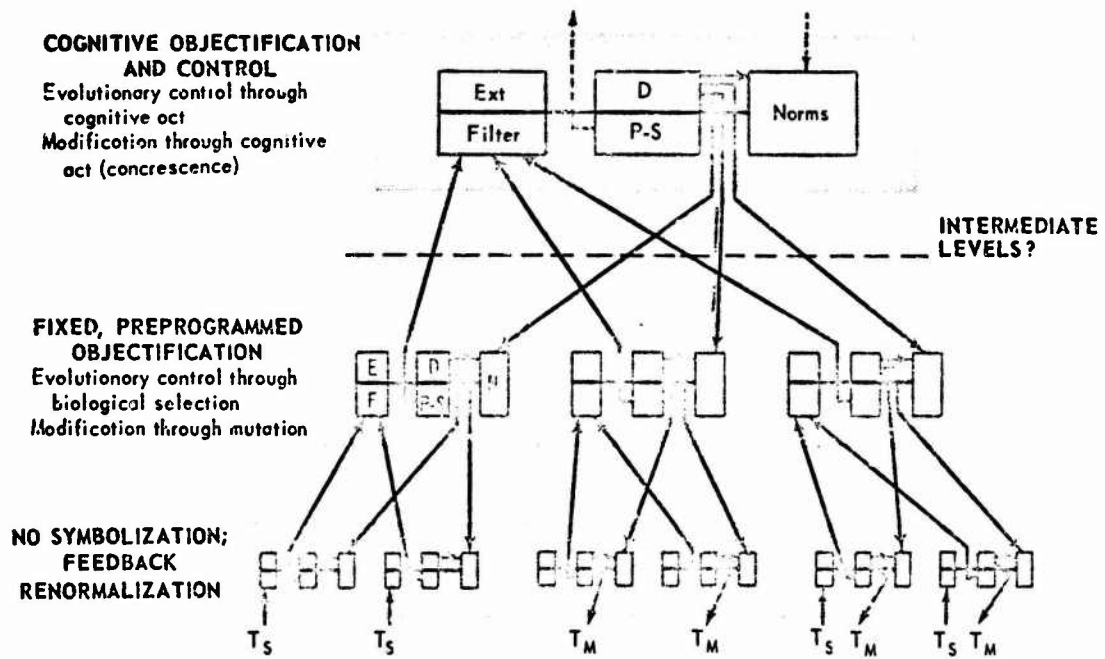 COGNITIVE OBJECTIFICATION
AND CONTROL
Evolutionary control through
cognitive act
Modification through cognitive
act (concrescence)
Ext
Filter
D
P-S
Norms
INTERMEDIATE
LEVELS?
FIXED, PREPROGRAMMED
OBJECTIFICATION
Evolutionary control through
biological selection
Modification through mutation
E
F
D
P-S
N
NO SYMBOLIZATION;
FEEDBACK
RENORMALIZATION
TS
TS
TM
TM
TS
TM
TS
TM